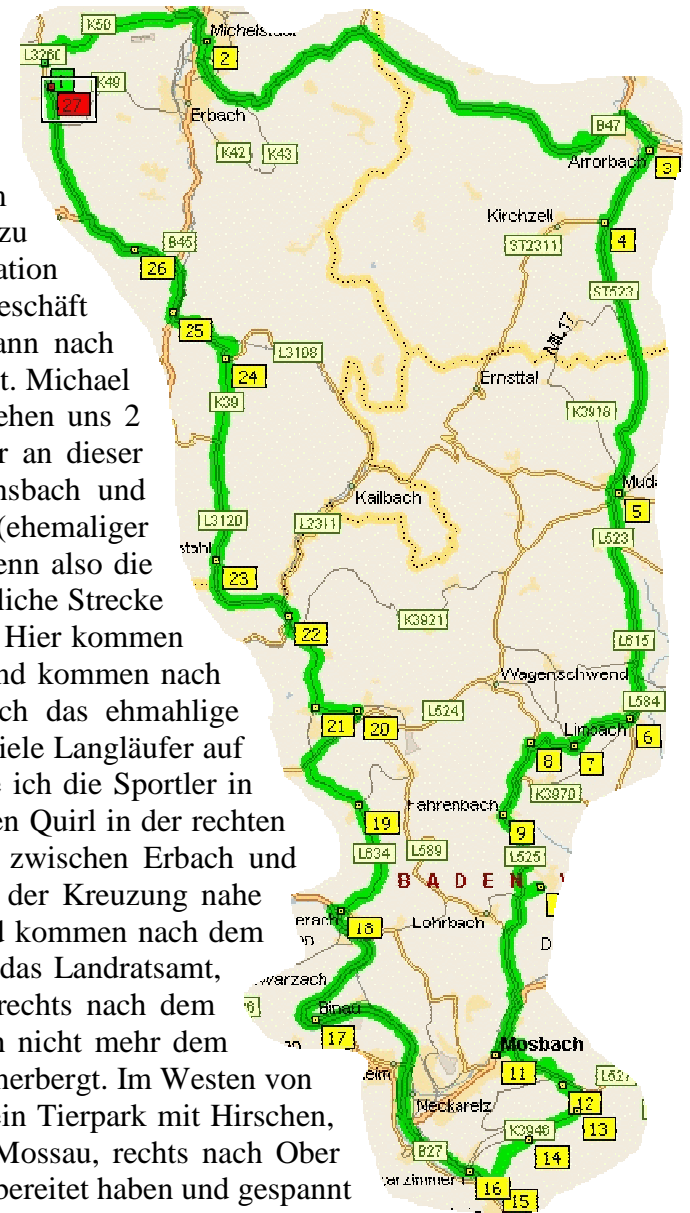 zu
ation
eschäft
ann nach
t. Michael
ehen uns 2
r an dieser
nsbach und
(ehemaliger
enn also die
liche Strecke
Hier kommen
nd kommen nach
ch das ehmahlige
iele Langläufer auf
ich die Sportler in
en Quirl in der rechten
zwischen Erbach und
der Kreuzung nahe
d kommen nach dem
das Landratsamt,
rechts nach dem
n nicht mehr dem
herbergt. Im Westen von
ein Tierpark mit Hirschen,
Mossau, rechts nach Ober
bereitet haben und gespannt
K50
2
L3260
K49
1
27
Erbach
B47
Amorbach
3
K42
K43
Kirchzell
4
B45
ST2311
26
ST523
25
L3108
24
Ernsttal
K39
K3918
Kailbach
Muda
5
L3120
L2311
L523
stahl
23
K3921
22
L615
Wagenschwend
L584
21
20
L524
Limbach
6
8
7
K3970
19
Fahrenbach
9
L634
L589
L525
BADEN
18
Lohrbach
warzach
Binau
17
Mosbach
11
12
Neckarelz
13
K3946
14
B27
arzimmer
16
15